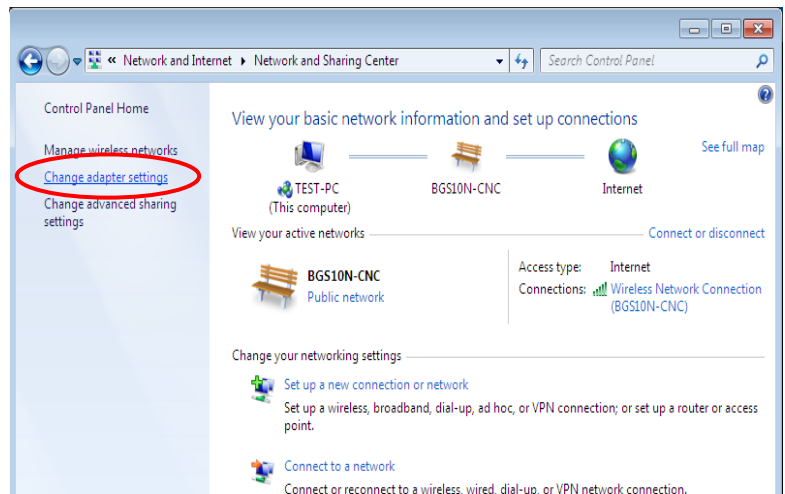 « Network and Internet ▸ Network and Sharing Center
Search Control Panel
Control Panel Home
Manage wireless networks
Change adapter settings
Change advanced sharing
settings
View your basic network information and set up connections
See full map
TEST-PC
(This computer)
BGS10N-CNC
Internet
View your active networks
Connect or disconnect
BGS10N-CNC
Public network
Access type: Internet
Connections: Wireless Network Connection
(BGS10N-CNC)
Change your networking settings
Set up a new connection or network
Set up a wireless, broadband, dial-up, ad hoc, or VPN connection; or set up a router or access
point.
Connect to a network
Connect or reconnect to a wireless, wired, dial-up, or VPN network connection.